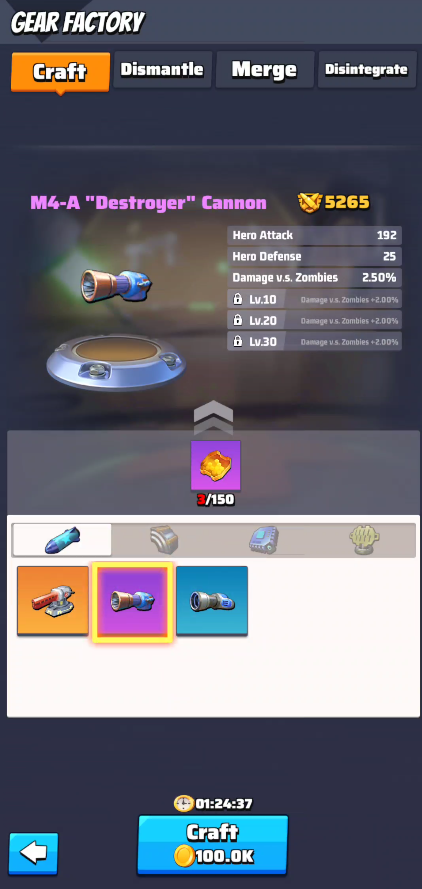 GEAR FACTORY
Craft Dismantle Merge Disintegrate
M4-A "Destroyer" Cannon 5265
Hero Attack 192
Hero Defense 25
Damage v.s. Zombies 2.50%
Lv.10 Damage v.s. Zombies +2.00%
Lv.20 Damage v.s. Zombies +2.00%
Lv.30 Damage v.s. Zombies +2.00%
3/150
01:24:37
Craft
100.0K